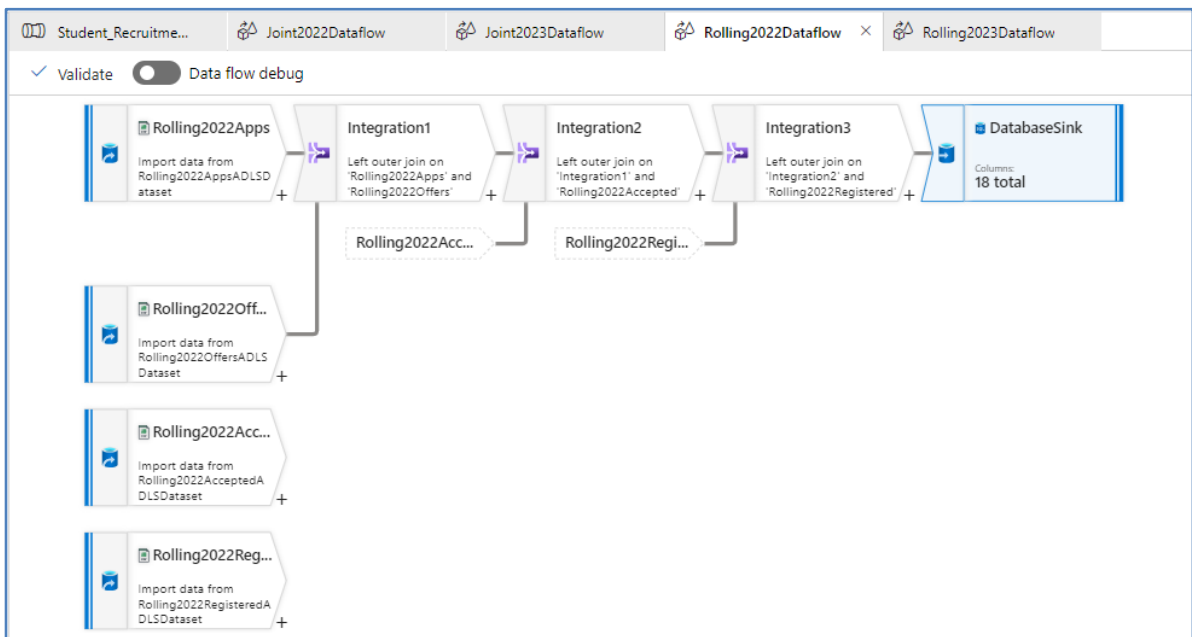 Student_Recruitme...
Joint2022Dataflow
Joint2023Dataflow
Rolling2022Dataflow ×
Rolling2023Dataflow
Validate
Data flow debug
Rolling2022Apps
Import data from
Rolling2022AppsADLSD
ataset
+
Integration1
Left outer join on
'Rolling2022Apps' and
'Rolling2022Offers'
+
Integration2
Left outer join on
'Integration1' and
'Rolling2022Accepted'
+
Integration3
Left outer join on
'Integration2' and
'Rolling2022Registered'
+
DatabaseSink
Columns:
18 total
Rolling2022Acc...
Rolling2022Regi...
Rolling2022Off...
Import data from
Rolling2022OffersADLS
Dataset
+
Rolling2022Acc...
Import data from
Rolling2022AcceptedA
DLSDataset
+
Rolling2022Reg...
Import data from
Rolling2022RegisteredA
DLSDataset
+